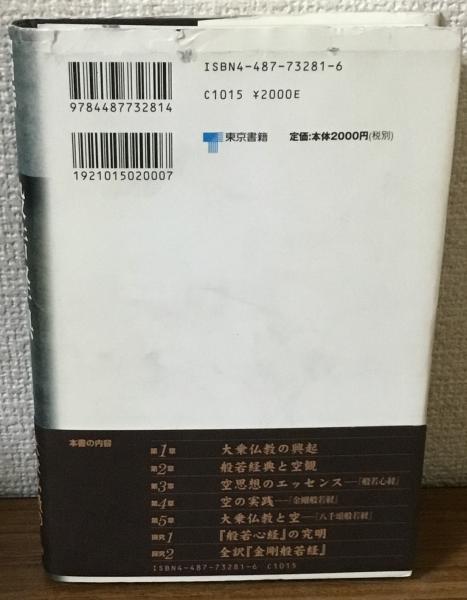 ISBN4-487-73281-6
9784487732814
C1015 ¥2000E
東京書籍
定価:本体2000円(税別)
1921015020007
本書の内容
第1章 大乗仏教の興起
第2章 般若経典と空観
第3章 空思想のエッセンス―『般若心経』
第4章 空の実践―『金剛般若経』
第5章 大乗仏教と空―『八千頌般若経』
探究1 『般若心経』の究明
探究2 全訳『金剛般若経』
ISBN4-487-73281-6 C1015